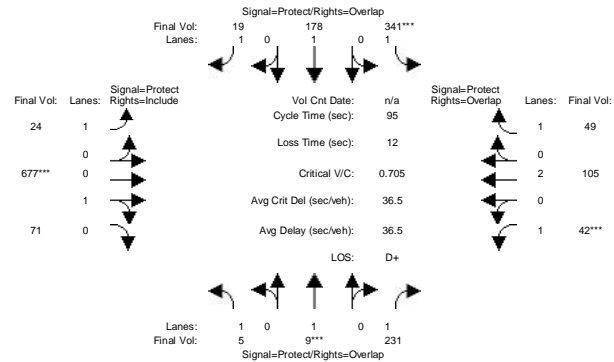 Signal=Protect/Rights=Overlap
Final Vol: 19 178 341***
Lanes: 1 0 1 0 1
Signal=Protect
Final Vol: Lanes: Rights=Include
Vol Cnt Date: n/a
Signal=Protect
Rights=Overlap Lanes: Final Vol:
Cycle Time (sec): 95
24 1
1 49
Loss Time (sec): 12
0
0
677*** 0
Critical V/C: 0.705
2 105
1
Avg Crit Del (sec/veh): 36.5
0
71 0
Avg Delay (sec/veh): 36.5
1 42***
LOS: D+
Lanes: 1 0 1 0 1
Final Vol: 5 9*** 231
Signal=Protect/Rights=Overlap